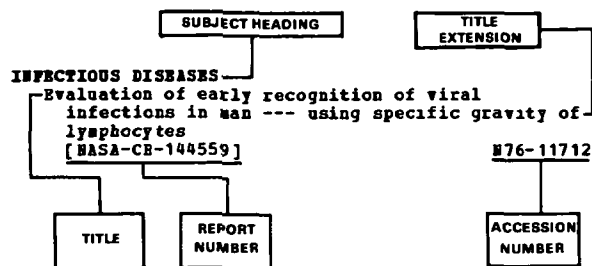 SUBJECT HEADING
TITLE
EXTENSION
INFECTIOUS DISEASES
Evaluation of early recognition of viral
infections in man --- using specific gravity of
lymphocytes
[NASA-CR-144559] N76-11712
TITLE
REPORT
NUMBER
ACCESSION
NUMBER